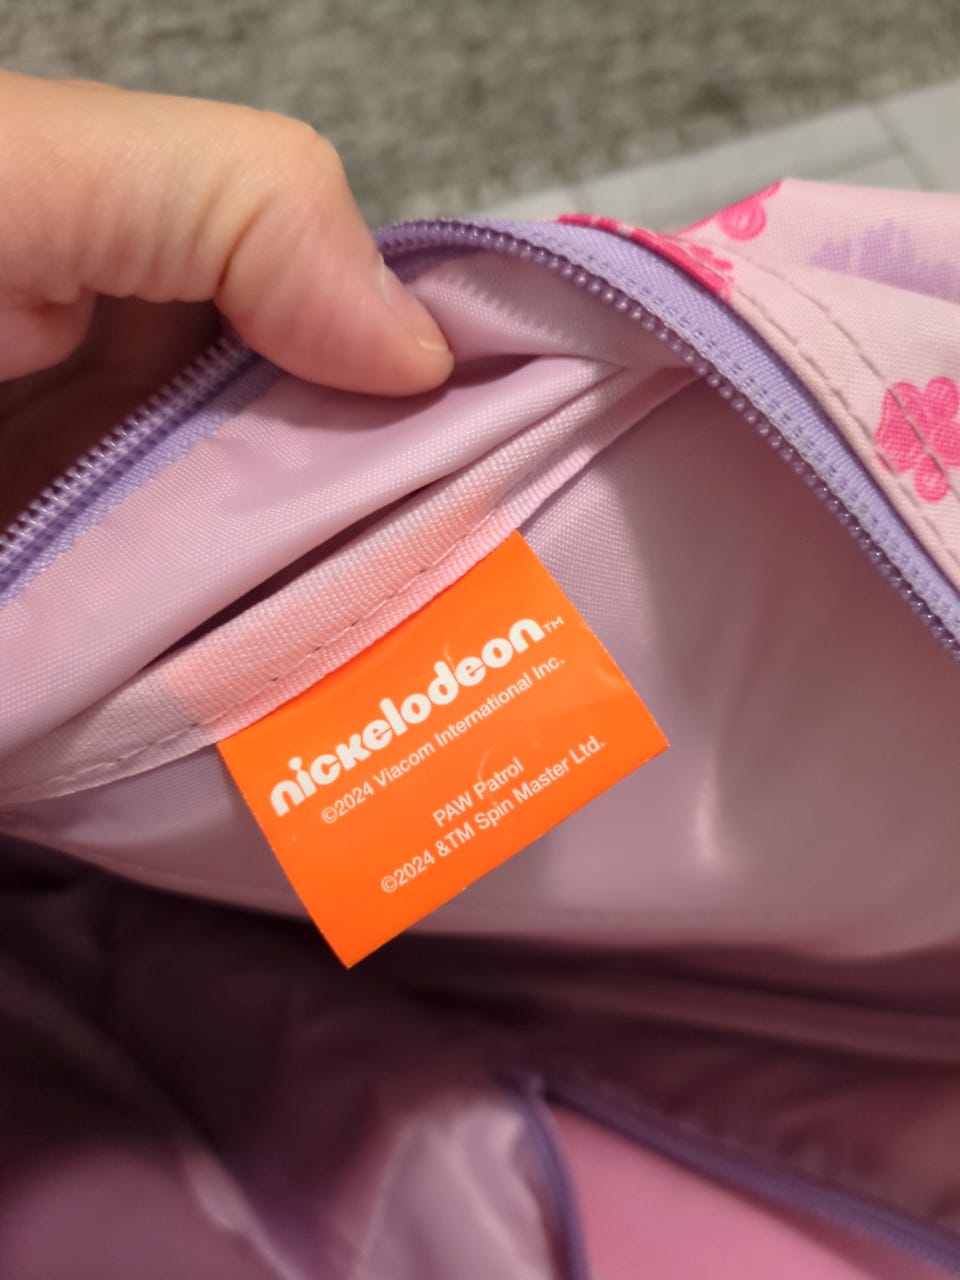 nickelodeon™
©2024 Viacom International Inc.
PAW Patrol
©2024 &TM Spin Master Ltd.